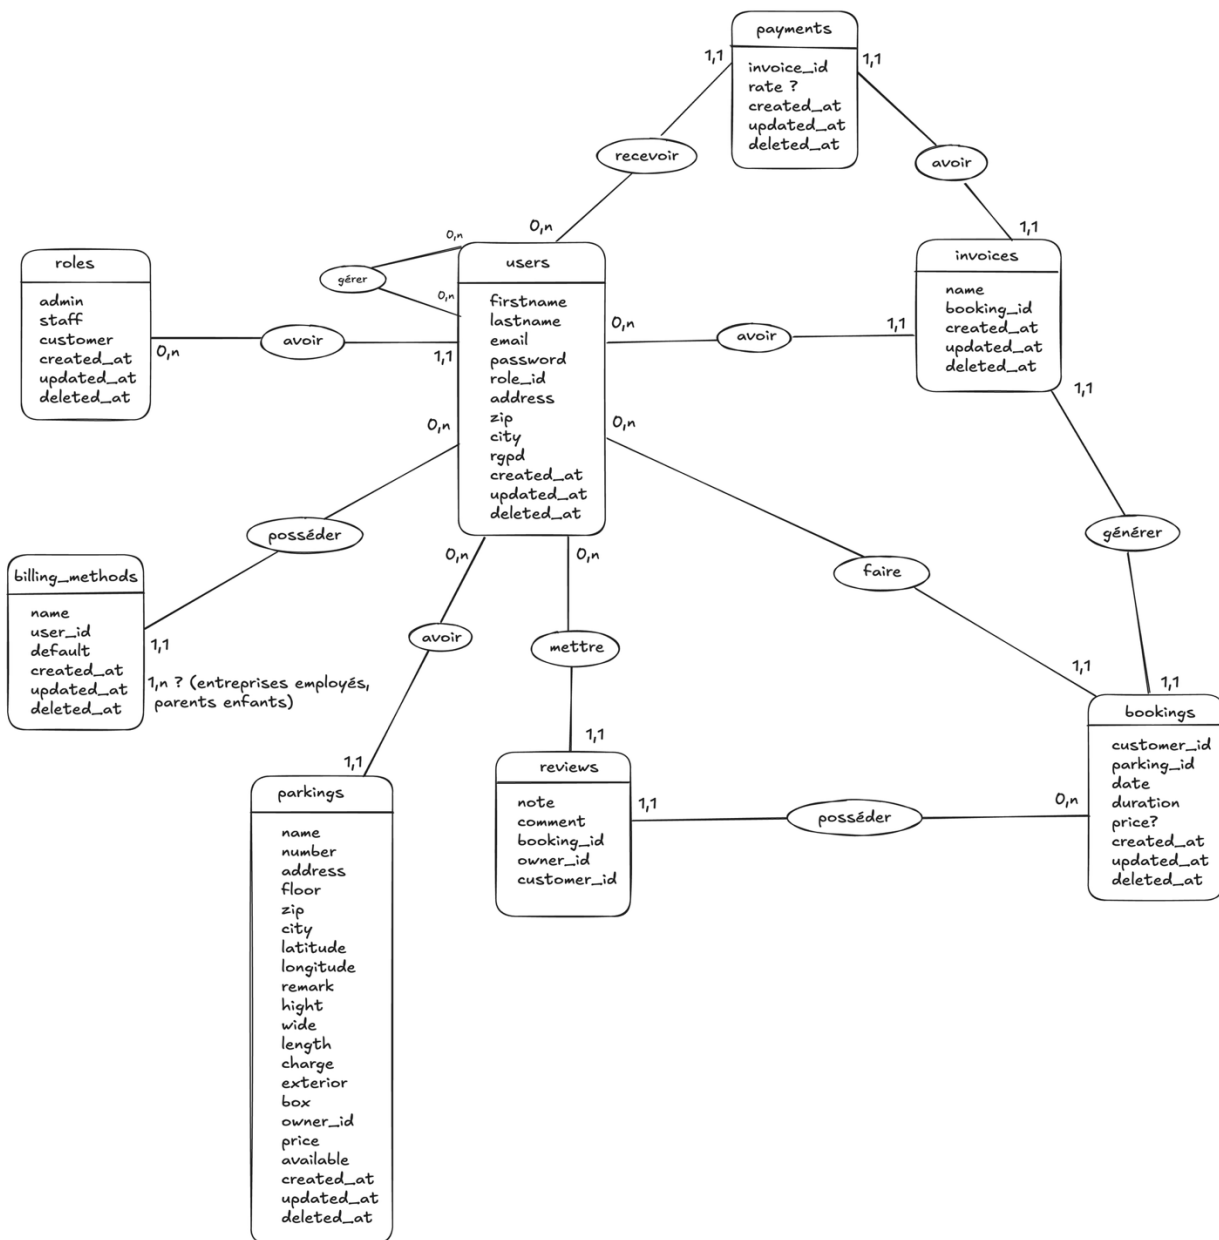 payments
invoice_id
rate ?
created_at
updated_at
deleted_at
1,1
1,1
recevoir
avoir
0,n
1,1
roles
admin
staff
customer
created_at
updated_at
deleted_at
0,n
avoir
1,1
gérer
0,n
0,n
users
firstname
lastname
email
password
role_id
address
zip
city
rgpd
created_at
updated_at
deleted_at
0,n
avoir
1,1
invoices
name
booking_id
created_at
updated_at
deleted_at
1,1
générer
1,1
0,n
posséder
1,1
1,n ? (entreprises employés,
parents enfants)
billing_methods
name
user_id
default
created_at
updated_at
deleted_at
0,n
avoir
1,1
0,n
mettre
1,1
0,n
faire
1,1
parkings
name
number
address
floor
zip
city
latitude
longitude
remark
hight
wide
length
charge
exterior
box
owner_id
price
available
created_at
updated_at
deleted_at
reviews
note
comment
booking_id
owner_id
customer_id
1,1
posséder
0,n
bookings
customer_id
parking_id
date
duration
price?
created_at
updated_at
deleted_at